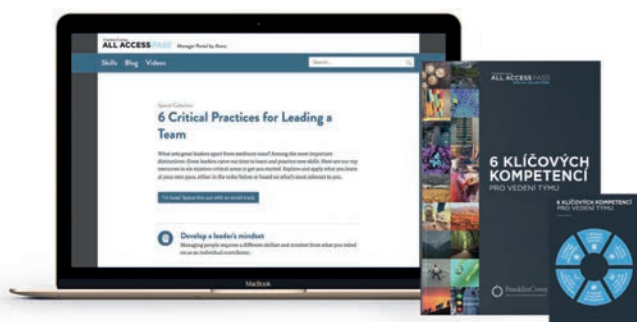 FranklinCovey
ALL ACCESS PASS Manager Portal by Jhana
Skills Blog Videos
Search...
Special Collection
6 Critical Practices for Leading a
Team
What sets great leaders apart from mediocre ones? Among the most important
distinctions: Great leaders carve out time to learn and practice new skills. Here are our top
resources in six mission-critical areas to get you started. Explore and apply what you learn
at your own pace, either in the order below or based on what's most relevant to you.
I'm busy! Space this out with an email
Develop a leader's mindset
Managing people requires a different skillset and mindset from what you relied
on as an individual contributor.
MacBook
ALL ACCESS PASS
6 KLÍČOVÝCH
KOMPETENCÍ
PRO VEDENÍ TÝMU
FranklinCovey
6 KLÍČOVÝCH KOMPETENCÍ
PRO VEDENÍ TÝMU